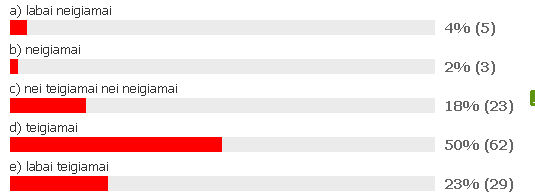 a) labai neigiamai
4% (5)
b) neigiamai
2% (3)
c) nei teigiamai nei neigiamai
18% (23)
d) teigiamai
50% (62)
e) labai teigiamai
23% (29)